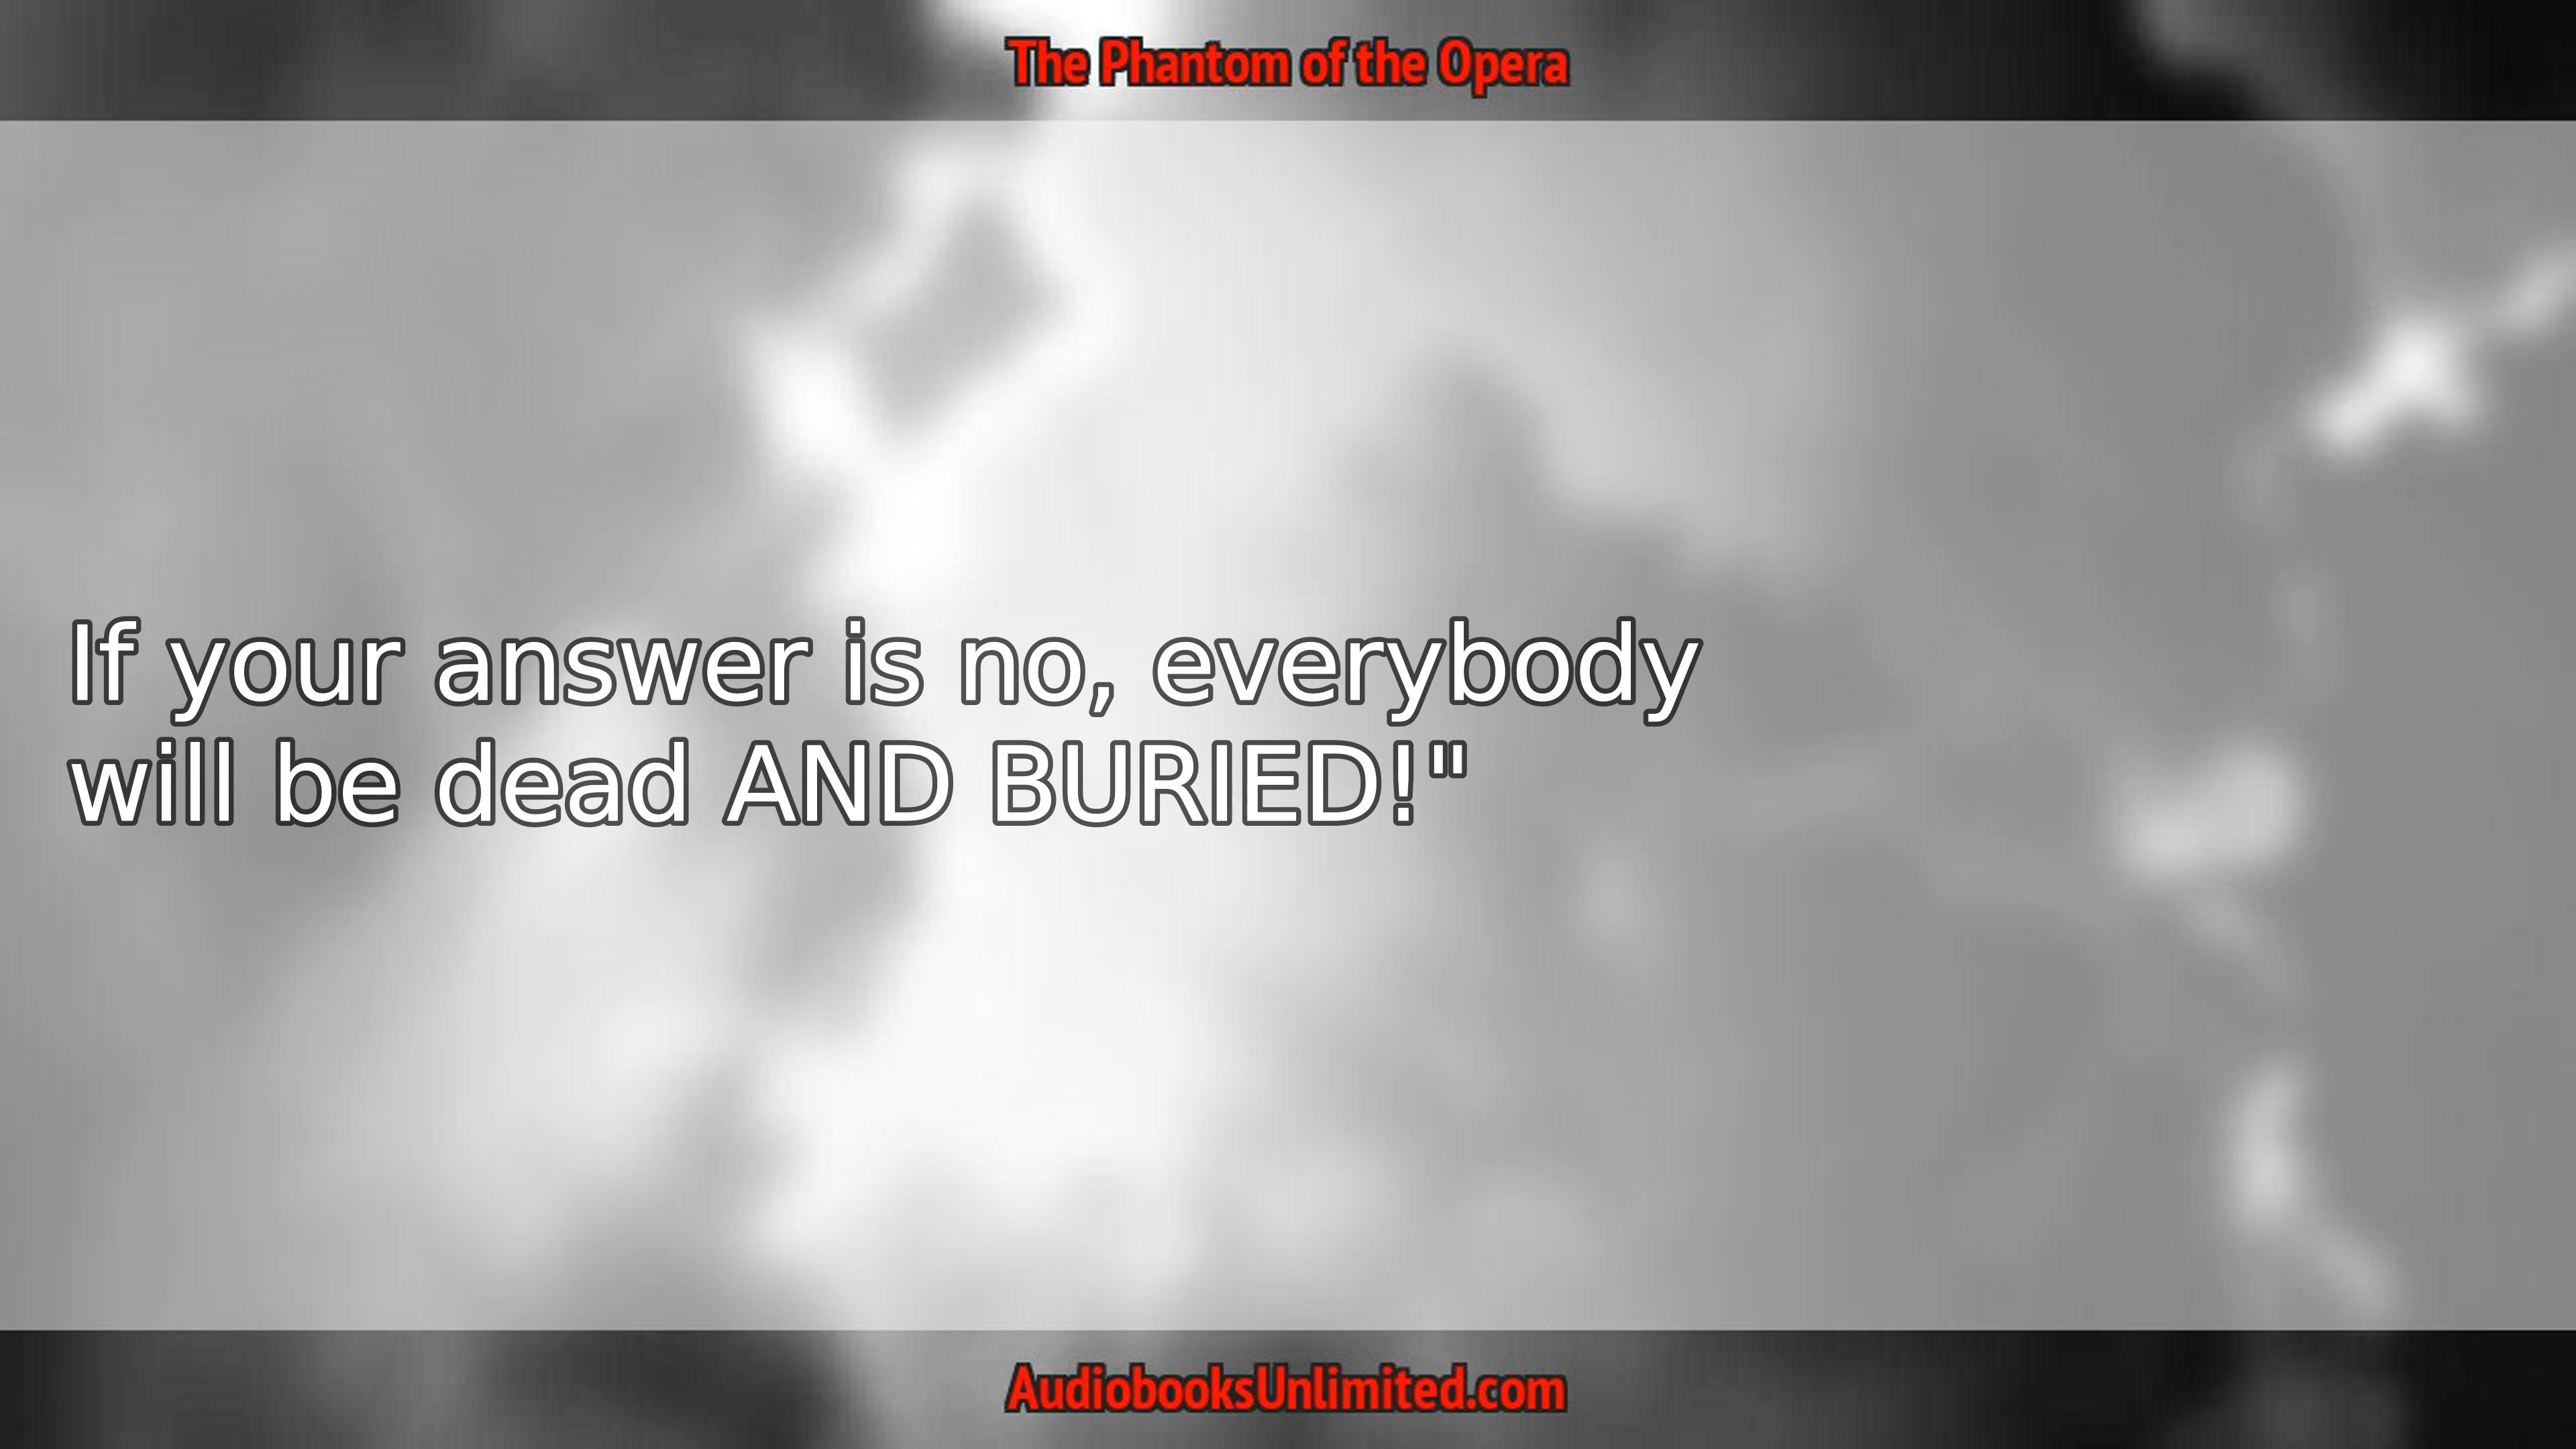 The Phantom of the Opera
If your answer is no, everybody
will be dead AND BURIED!"
AudiobooksUnlimited.com